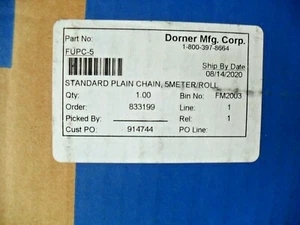 Part No: Dorner Mfg. Corp.
1-800-397-8664
FUPC-5
Ship By Date
08/14/2020
STANDARD PLAIN CHAIN, 5METER/ROLL
Qty: 1.00 Bin No: FM2003
Order: 833199 Line: 1
Picked By: Rel: 1
Cust PO: 914744 PO Line: